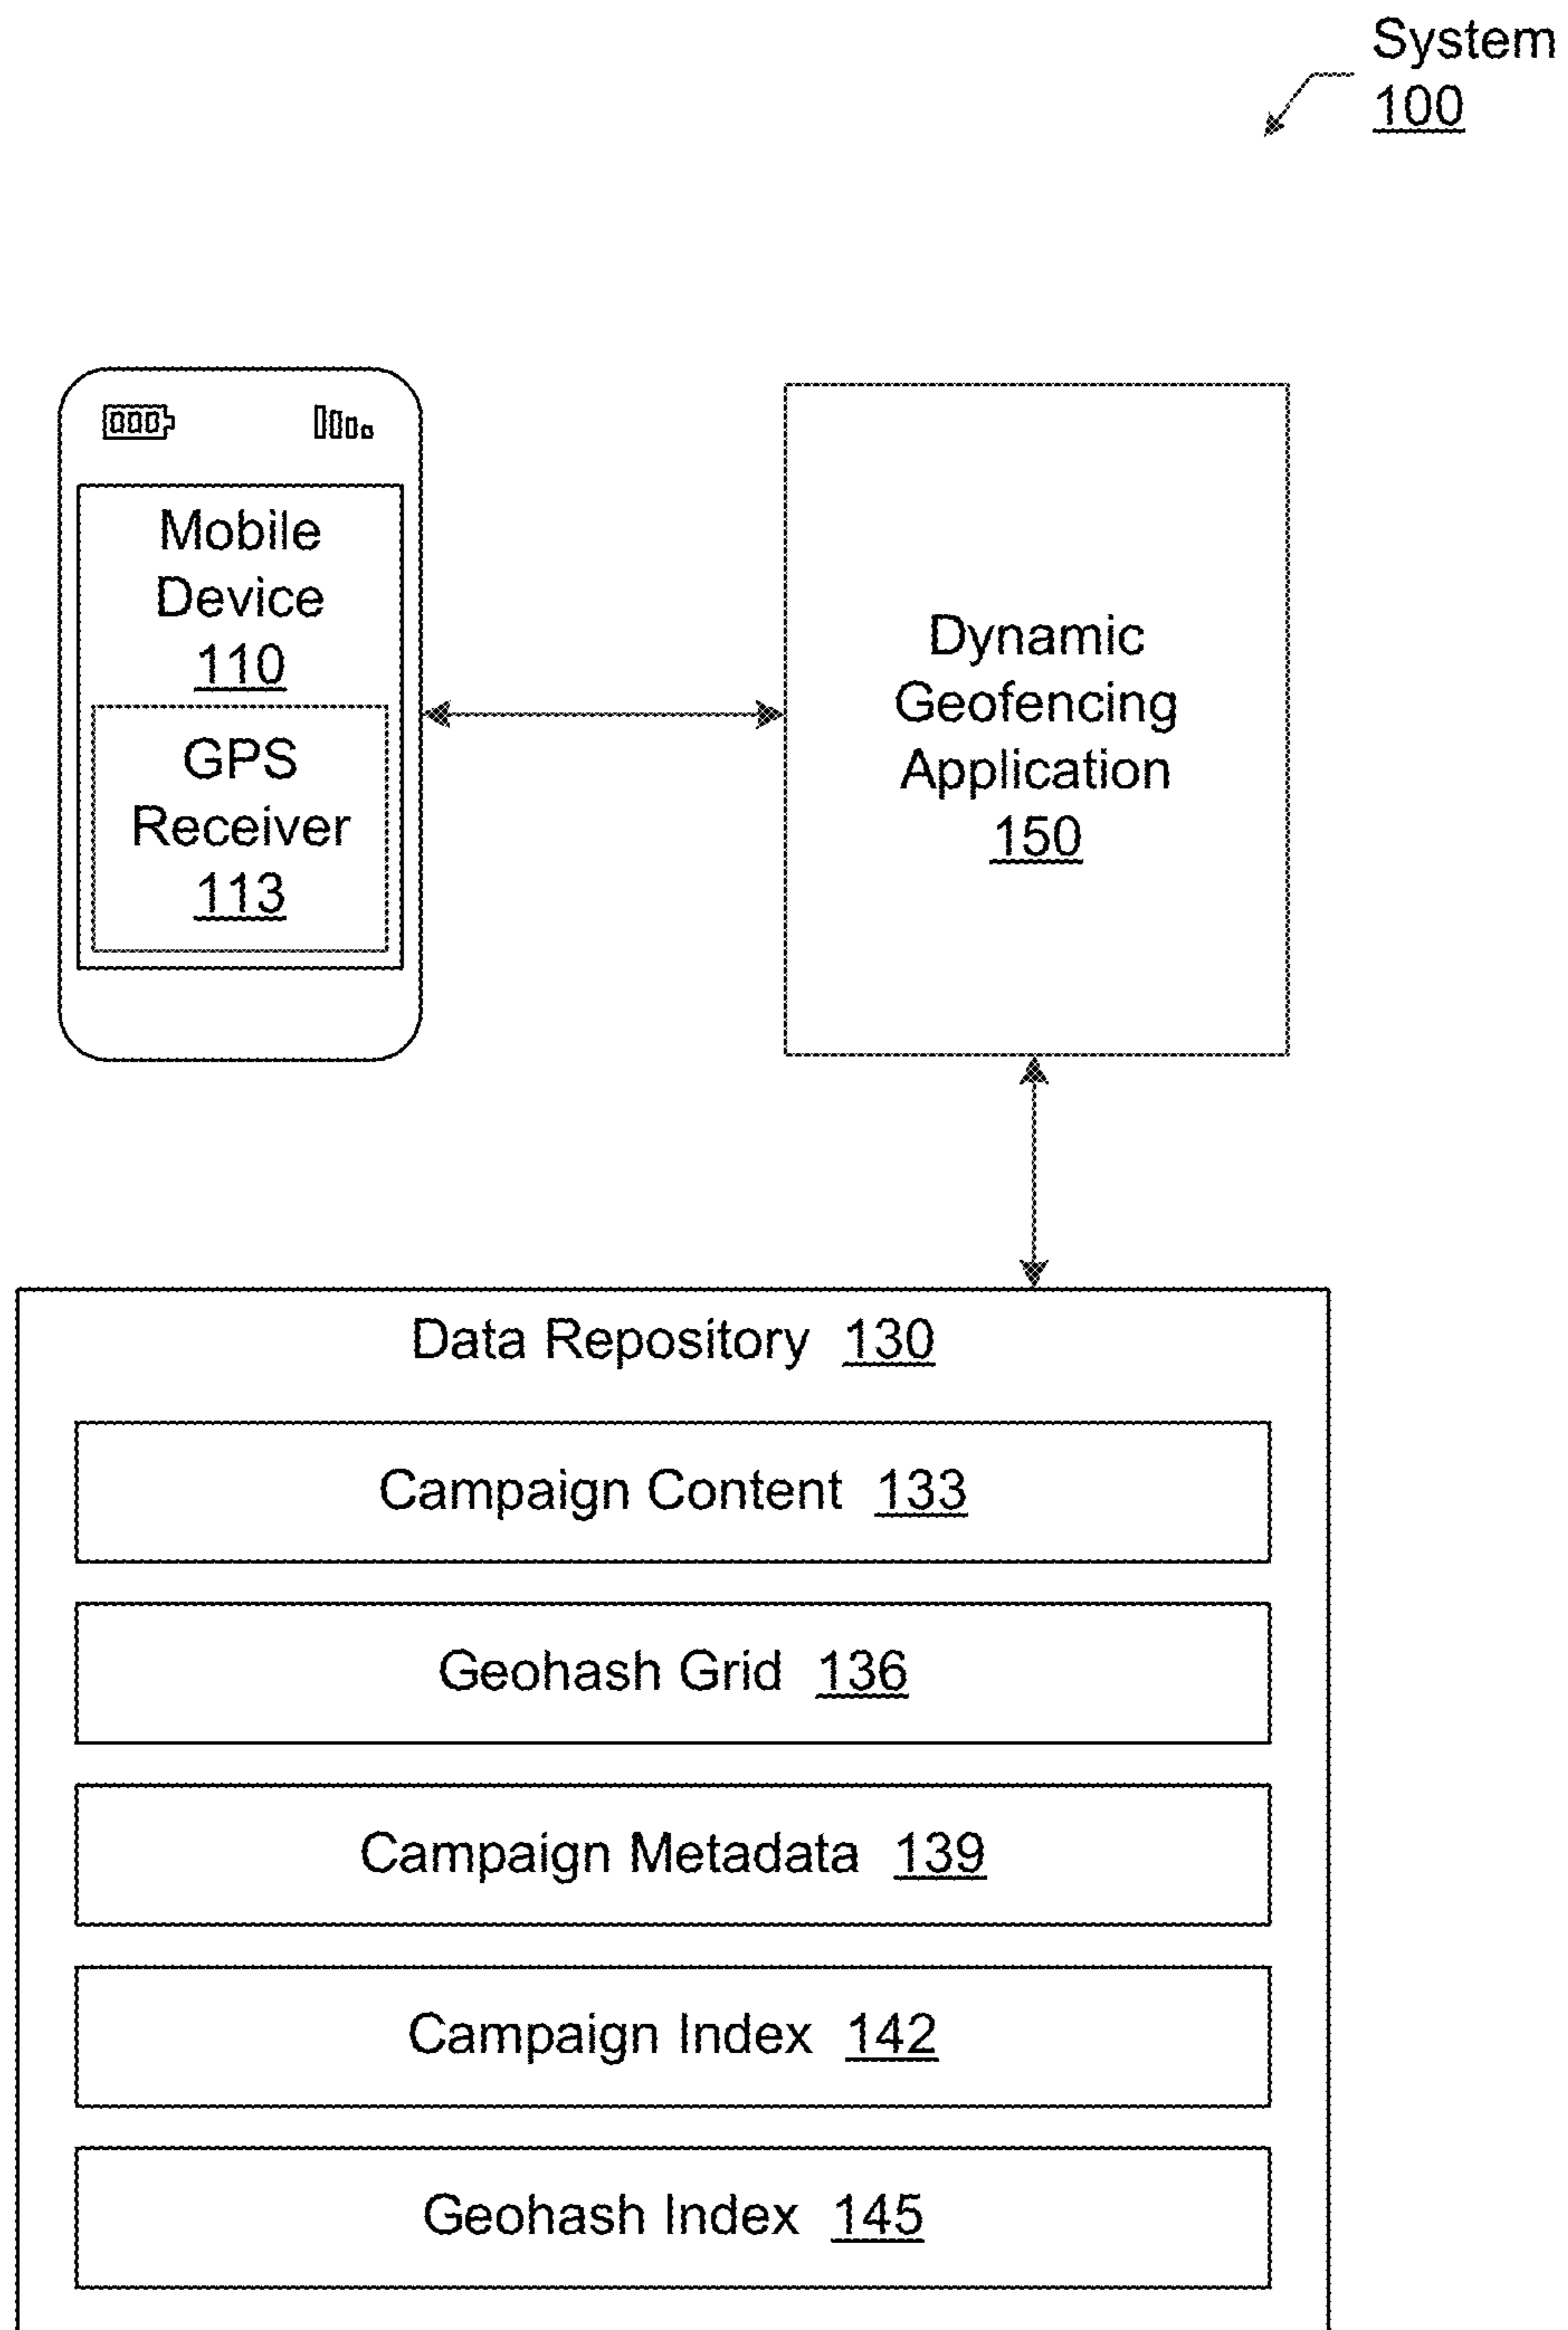 System
100
Mobile
Device
110
GPS
Receiver
113
Dynamic
Geofencing
Application
150
Data Repository 130
Campaign Content 133
Geohash Grid 136
Campaign Metadata 139
Campaign Index 142
Geohash Index 145